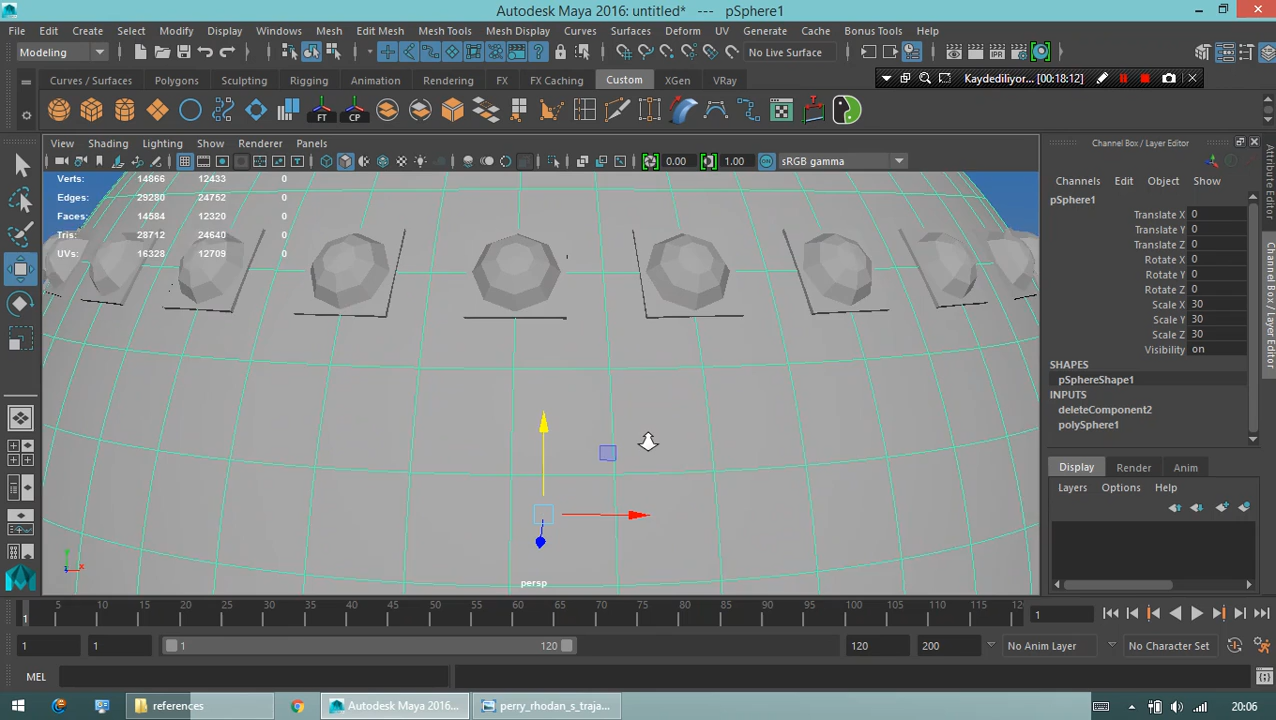 Autodesk Maya 2016: untitled* - pSphere1
File Edit Create Select Modify Display Windows Mesh Edit Mesh Mesh Tools Mesh Display Curves Surfaces Deform UV Generate Cache Bonus Tools Help
Modeling No Live Surface
Curves / Surfaces Polygons Sculpting Rigging Animation Rendering FX FX Caching Custom XGen VRay
Kaydediliyor... [00:18:12]
FT CP
View Shading Lighting Show Renderer Panels
0.00 1.00 sRGB gamma
Verts: 14866 12433 0
Edges: 29280 24752 0
Faces: 14584 12320 0
Tris: 28712 24640 0
UVs: 16328 12709 0
persp
Channel Box / Layer Editor
Channels Edit Object Show
pSphere1
Translate X 0
Translate Y 0
Translate Z 0
Rotate X 0
Rotate Y 0
Rotate Z 0
Scale X 30
Scale Y 30
Scale Z 30
Visibility on
SHAPES
pSphereShape1
INPUTS
deleteComponent2
polySphere1
Display Render Anim
Layers Options Help
Attribute Editor
Channel Box / Layer Editor
1 5 10 15 20 25 30 35 40 45 50 55 60 65 70 75 80 85 90 95 100 105 110 115 12
1
1 1 1 120 120 200 No Anim Layer No Character Set
MEL
references Autodesk Maya 2016... perry_rhodan_s_traja... 20:06